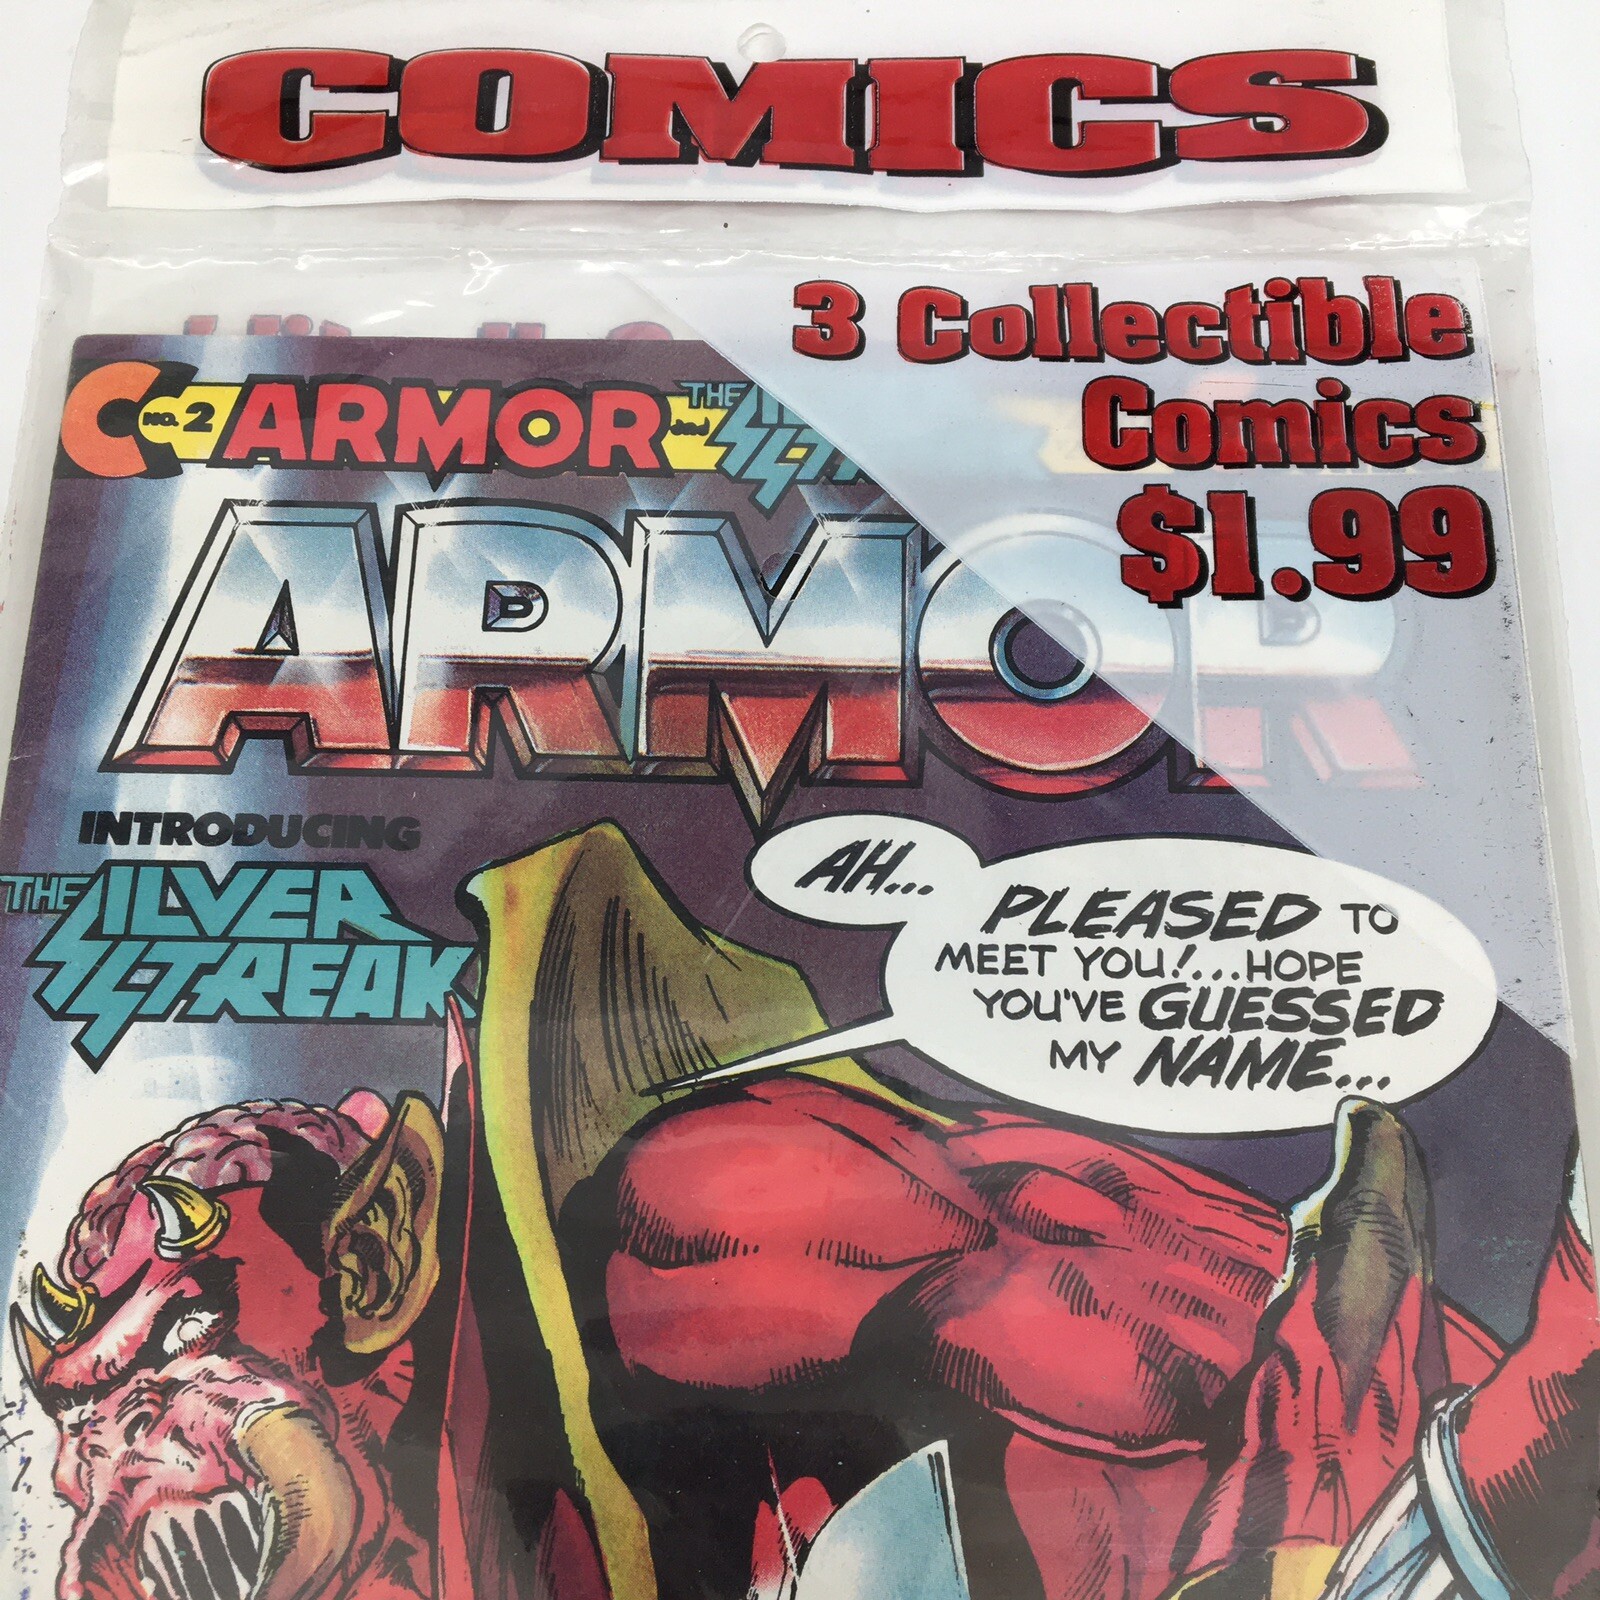 COMICS
3 Collectible
Comics
$1.99
C NO. 2 ARMOR and THE
ARMOR
INTRODUCING
THE SILVER
STREAK
AH...
PLEASED TO
MEET YOU!...HOPE
YOU'VE GUESSED
MY NAME...